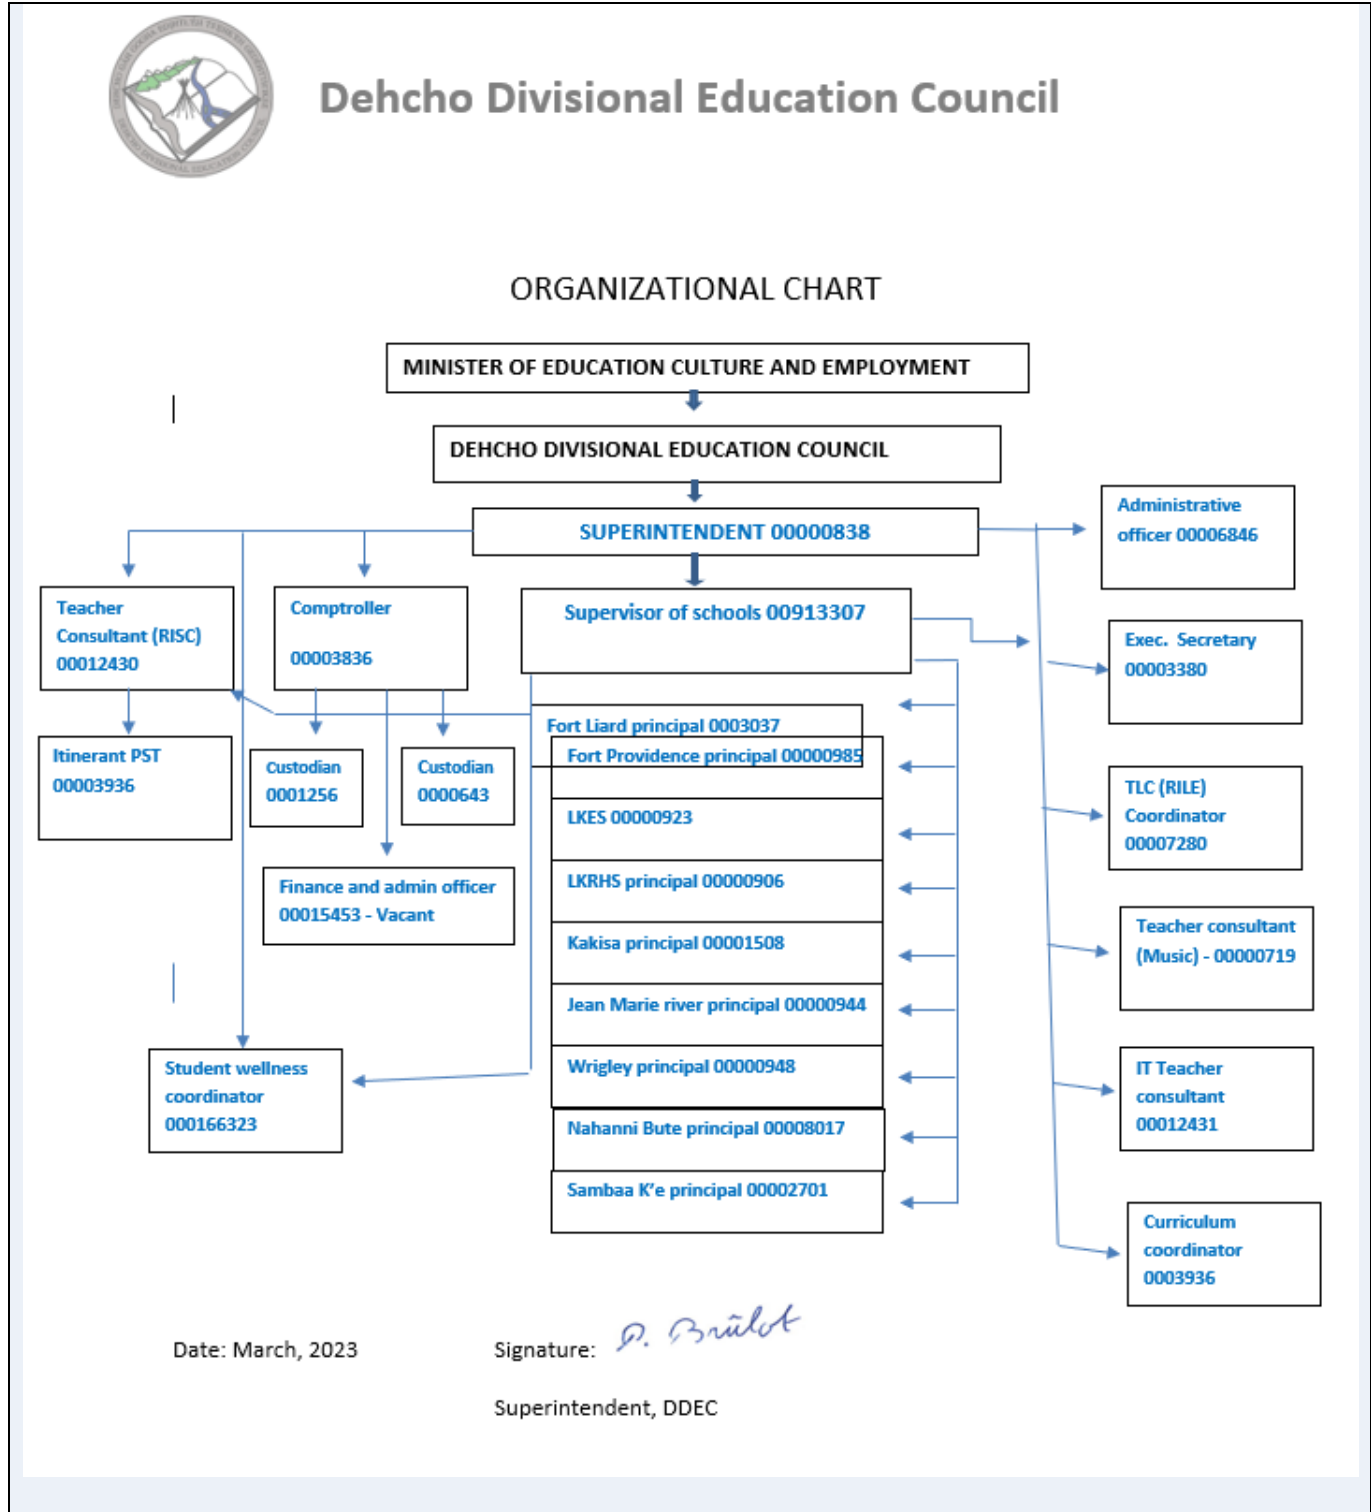 Dehcho Divisional Education Council
ORGANIZATIONAL CHART
MINISTER OF EDUCATION CULTURE AND EMPLOYMENT
DEHCHO DIVISIONAL EDUCATION COUNCIL
SUPERINTENDENT 00000838
Administrative
officer 00006846
Teacher
Consultant (RISC)
00012430
Comptroller
00003836
Supervisor of schools 00913307
Exec. Secretary
00003380
Itinerant PST
00003936
Custodian
0001256
Custodian
0000643
Fort Liard principal 0003037
Fort Providence principal 00000985
LKES 00000923
LKRHS principal 00000906
Kakisa principal 00001508
Jean Marie river principal 00000944
Wrigley principal 00000948
Nahanni Bute principal 00008017
Sambaa K'e principal 00002701
TLC (RILE)
Coordinator
00007280
Finance and admin officer
00015453 - Vacant
Teacher consultant
(Music) - 00000719
Student wellness
coordinator
000166323
IT Teacher
consultant
00012431
Curriculum
coordinator
0003936
Date: March, 2023
Signature: P. Brûlot
Superintendent, DDEC